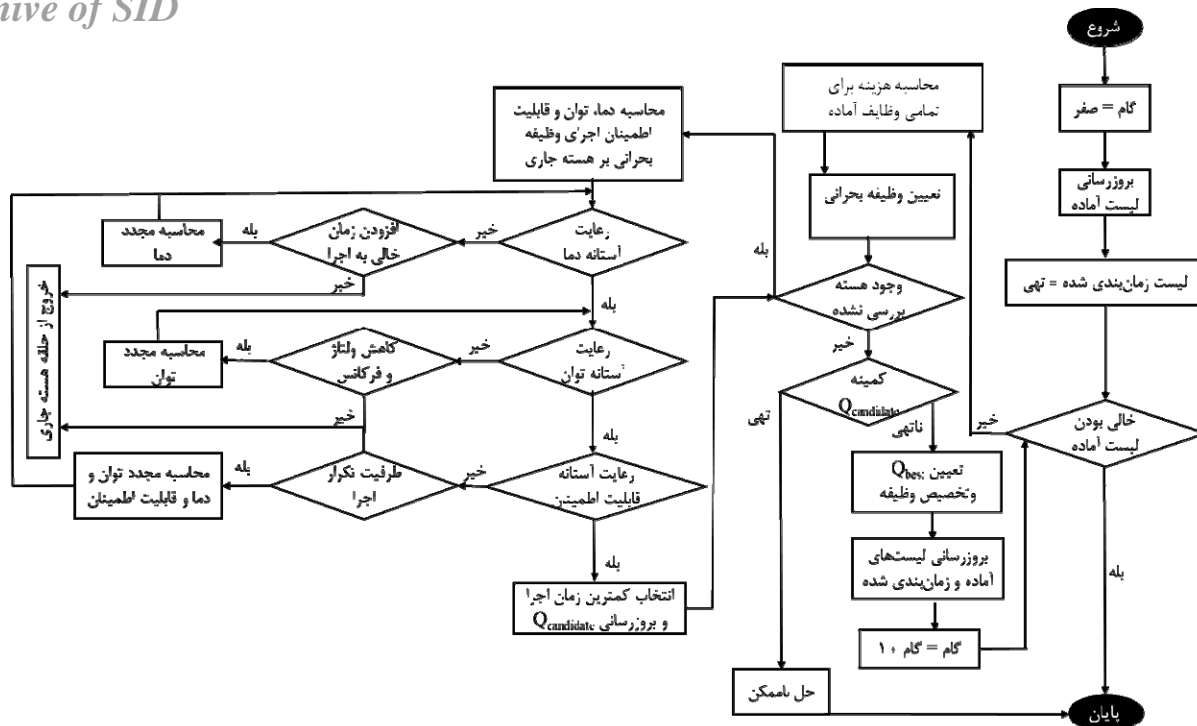 hive of SID
شروع
گام = صفر
بروزرسانی
لیست آماده
لیست زمان‌بندی شده = تهی
خالی بودن
لیست آماده
خیر
بله
پایان
محاسبه هزینه برای
تمامی وظایف آماده
تعیین وظیفه بحرانی
وجود هسته
بررسی نشده
بله
خیر
کمینه
Qcandidate
تهی
ناتهی
تعیین Qbest
وتخصیص وظیفه
بروزرسانی لیست‌های
آماده و زمان‌بندی شده
گام = گام + ۱
حل ناممکن
محاسبه دما، توان و قابلیت
اطمینان اجرای وظیفه
بحرانی بر هسته جاری
رعایت
آستانه دما
خیر
بله
افزودن زمان
خالی به اجرا
بله
خیر
محاسبه مجدد
دما
رعایت
آستانه توان
خیر
بله
کاهش ولتاژ
و فرکانس
بله
خیر
محاسبه مجدد
توان
رعایت آستانه
قابلیت اطمینن
خیر
بله
ظرفیت تکرار
اجرا
بله
محاسبه مجدد توان و
دما و قابلیت اطمینان
خروج از حلقه هسته جاری
انتخاب کمترین زمان اجرا
و بروزرسانی Qcandidate